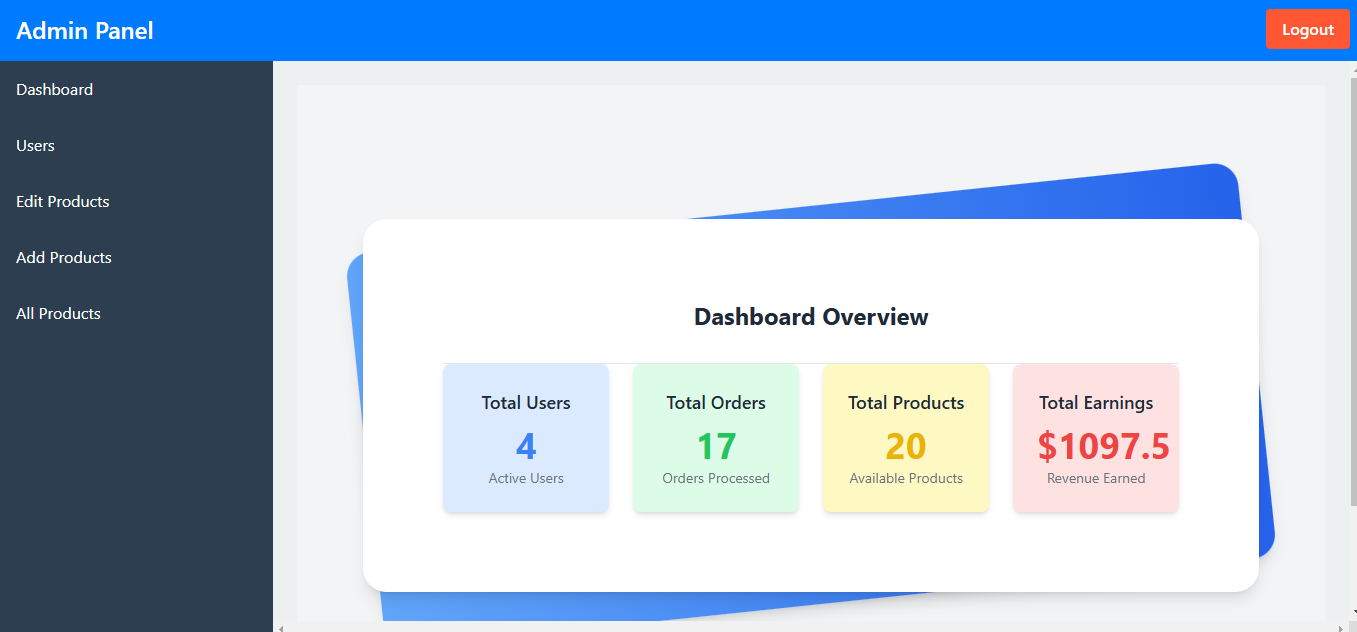 Admin Panel
Logout
Dashboard
Users
Edit Products
Add Products
All Products
Dashboard Overview
Total Users
4
Active Users
Total Orders
17
Orders Processed
Total Products
20
Available Products
Total Earnings
$1097.5
Revenue Earned